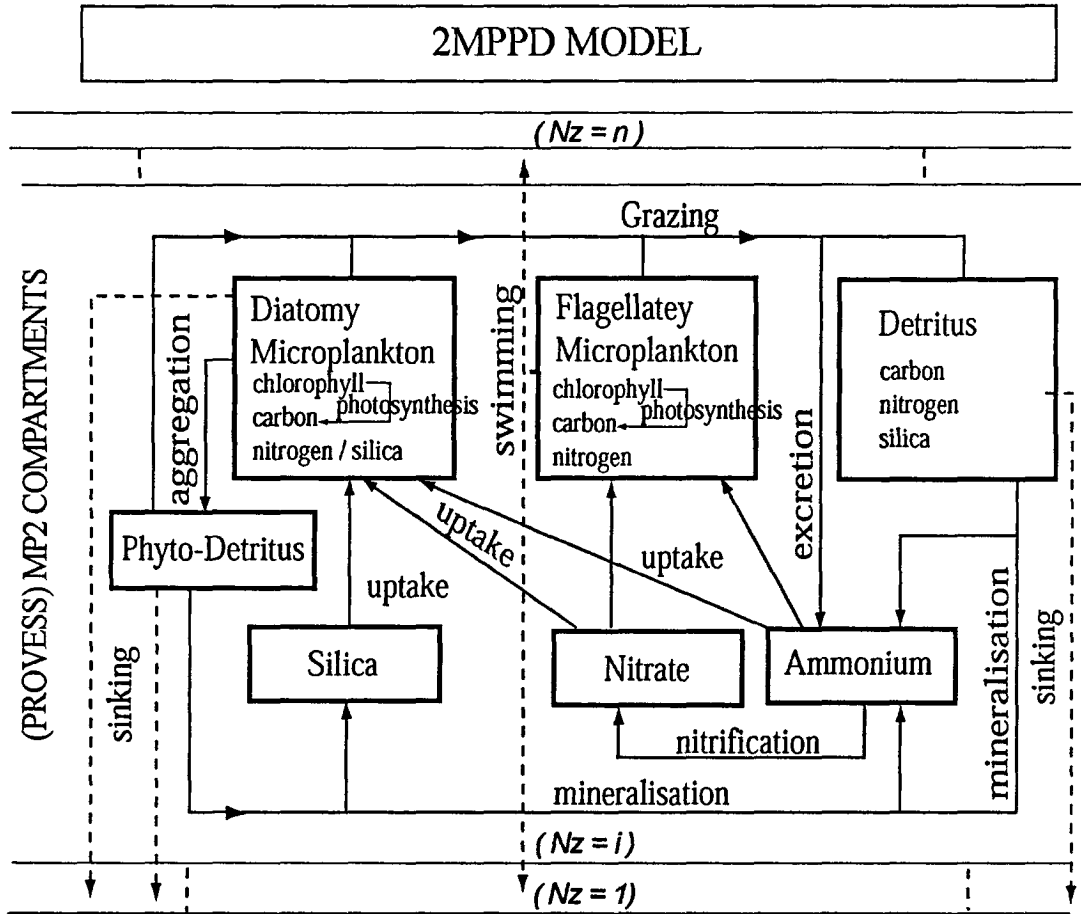 2MPPD MODEL
(Nz = n)
Grazing
(PROVESS) MP2 COMPARTMENTS
Diatomy
Microplankton
chlorophyll
carbon
photosynthesis
nitrogen / silica
swimming
Flagellatey
Microplankton
chlorophyll
carbon
photosynthesis
nitrogen
Detritus
carbon
nitrogen
silica
aggregation
excretion
Phyto-Detritus
uptake
uptake
uptake
sinking
Silica
Nitrate
Ammonium
mineralisation
sinking
nitrification
mineralisation
(Nz = i)
(Nz = 1)